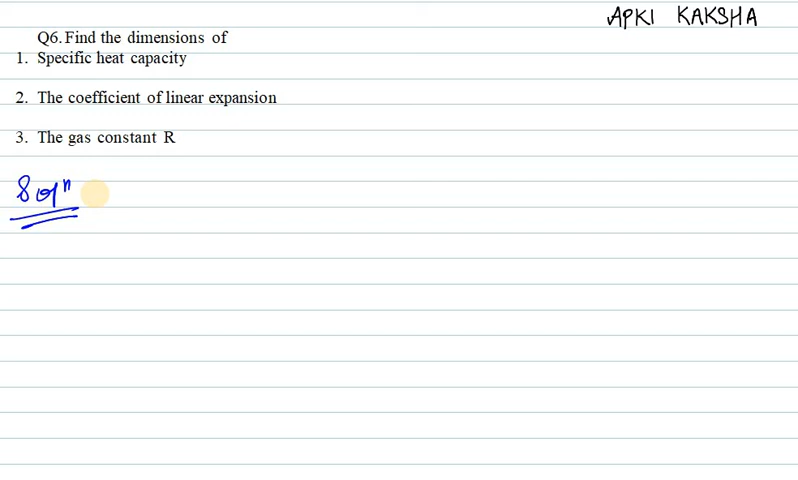 APKI KAKSHA
Q6. Find the dimensions of
1. Specific heat capacity
2. The coefficient of linear expansion
3. The gas constant R
Solⁿ